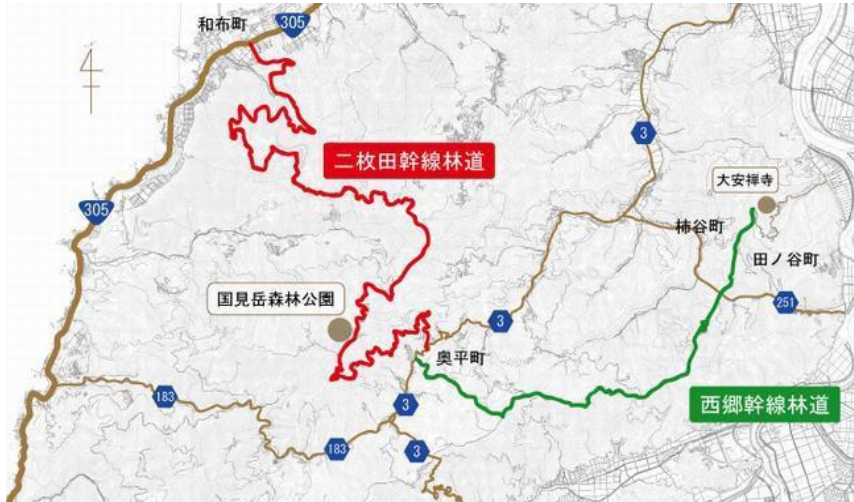 和布町
305
3
二枚田幹線林道
大安禅寺
305
柿谷町
田ノ谷町
国見岳森林公園
251
3
奥平町
183
3
西郷幹線林道
183
3